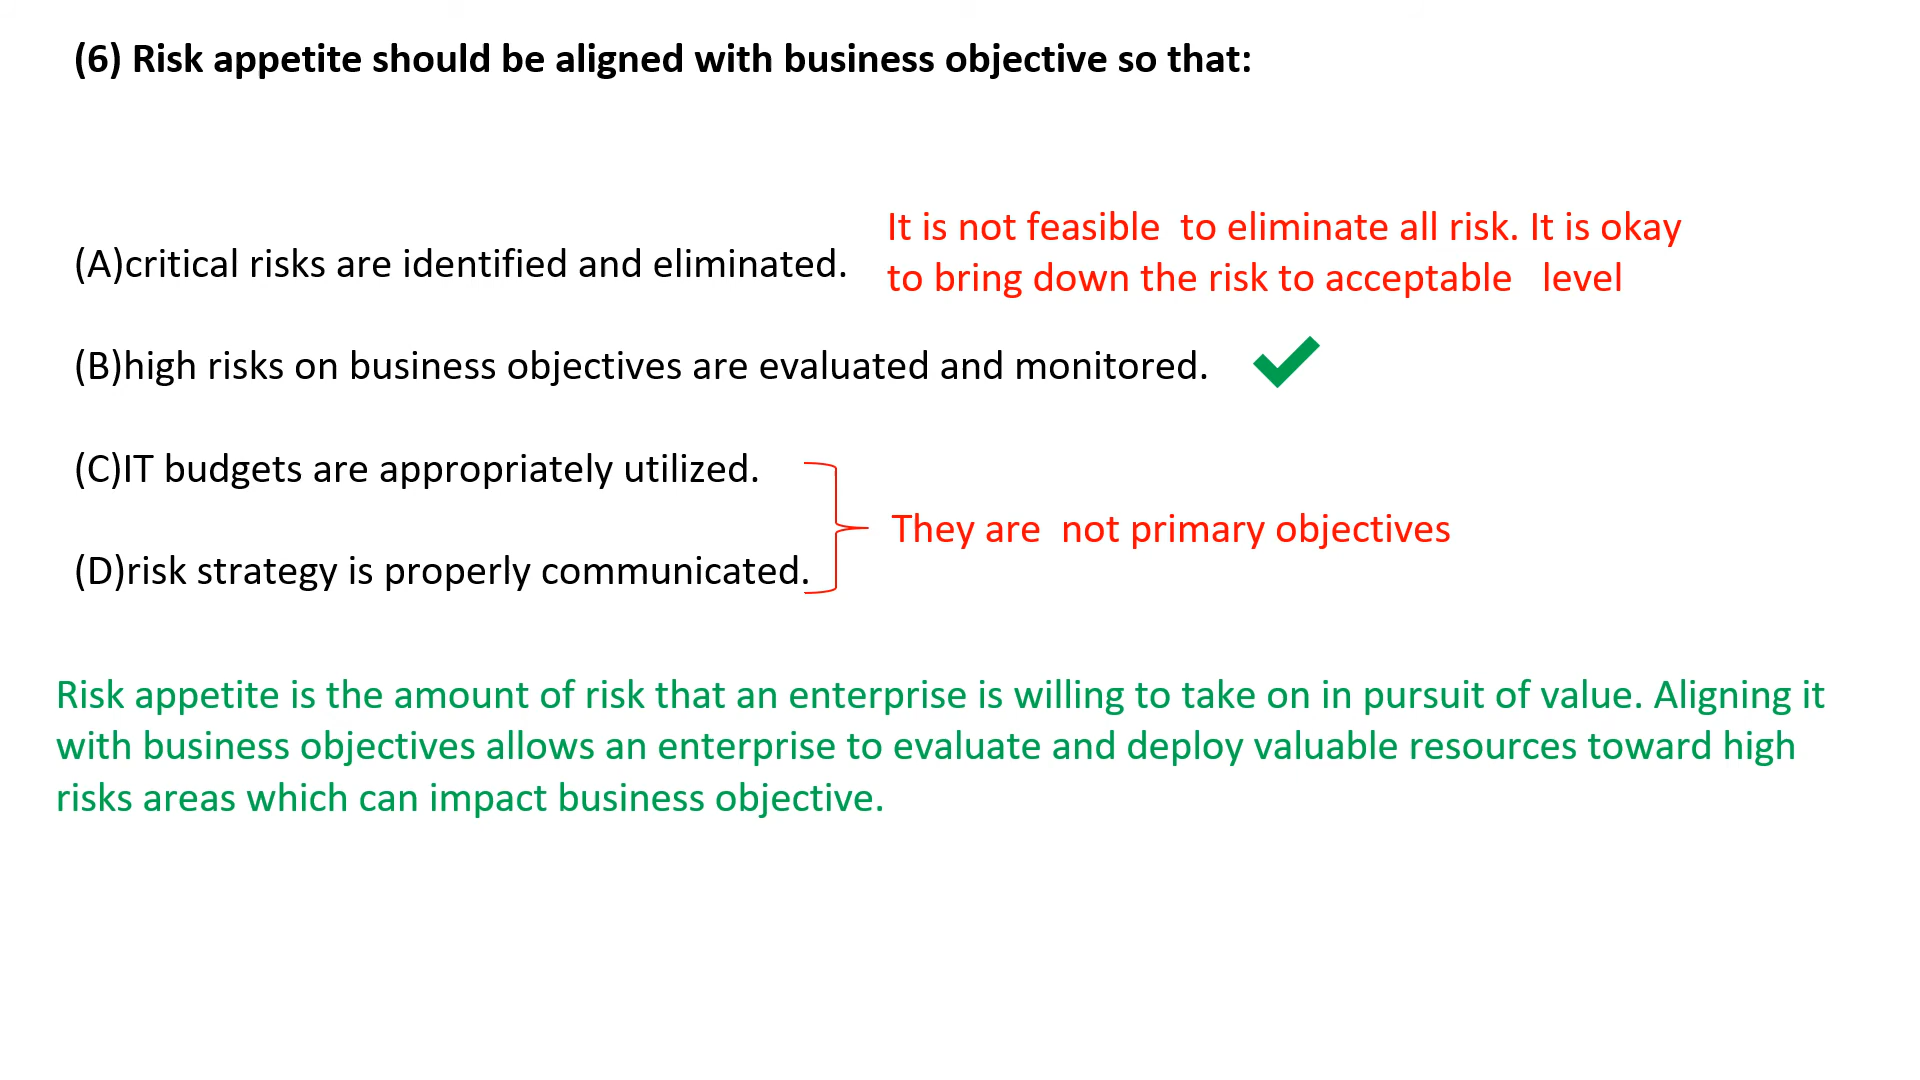 (6) Risk appetite should be aligned with business objective so that:
It is not feasible  to eliminate all risk. It is okay
to bring down the risk to acceptable   level
(A)critical risks are identified and eliminated.
(B)high risks on business objectives are evaluated and monitored.
(C)IT budgets are appropriately utilized.
They are  not primary objectives
(D)risk strategy is properly communicated.
Risk appetite is the amount of risk that an enterprise is willing to take on in pursuit of value. Aligning it
with business objectives allows an enterprise to evaluate and deploy valuable resources toward high
risks areas which can impact business objective.